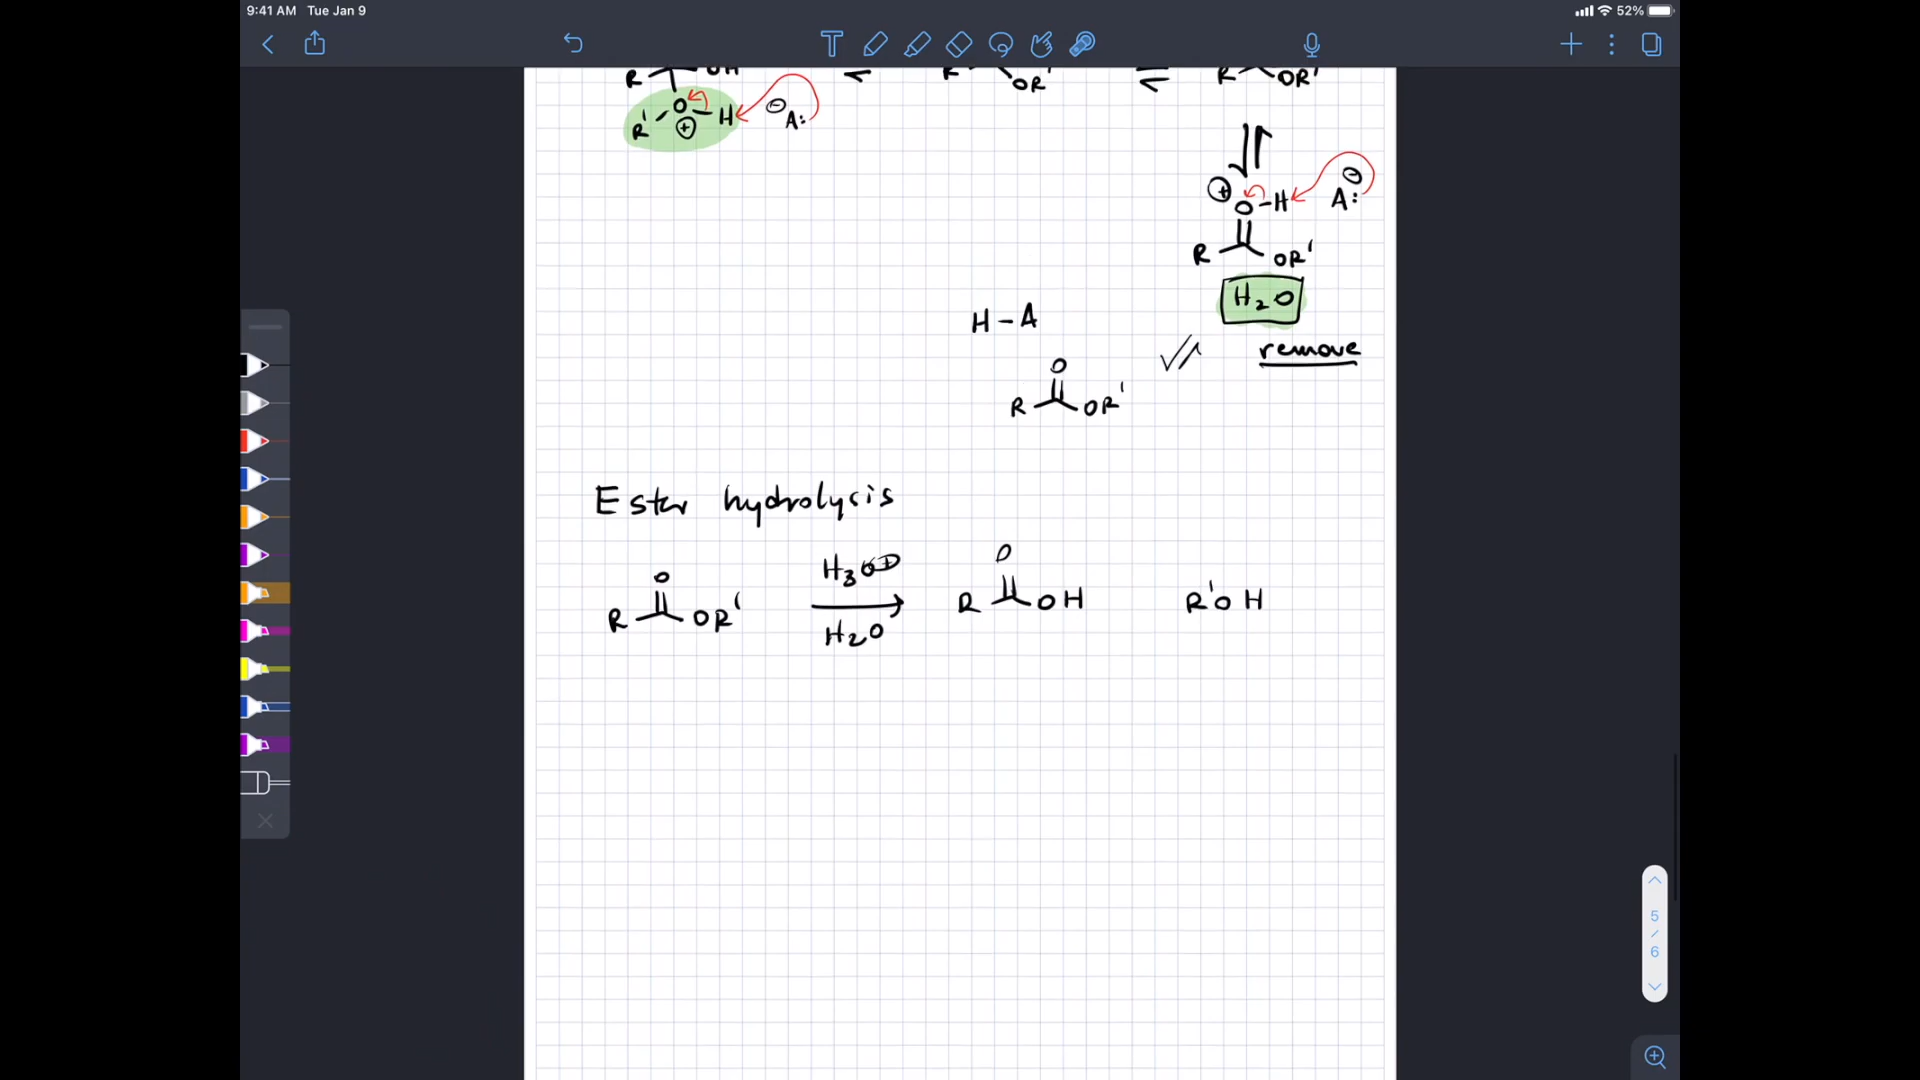 9:41 AM Tue Jan 9
52%
T
R OH
R OR'
R OR'
R' O H ⊖ A:
⊕
⊕ O-H ⊖ A:
R OR'
H₂O
H-A
remove
O
R OR'
Ester hydrolysis
O
R OR'
H₃O⊕
H₂O
O
R OH
R'OH
5
/
6